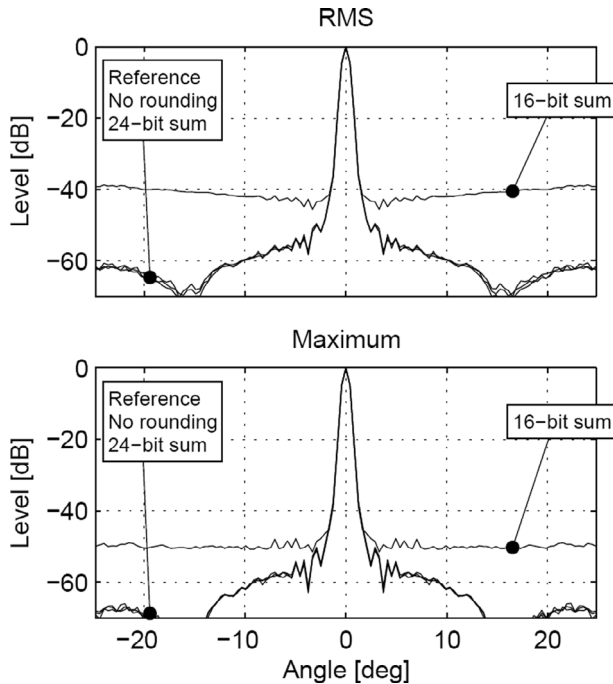 RMS
0
−20
−40
−60
Level [dB]
Reference
No rounding
24−bit sum
16−bit sum
Maximum
0
−20
−40
−60
Level [dB]
Reference
No rounding
24−bit sum
16−bit sum
−20 −10 0 10 20
Angle [deg]